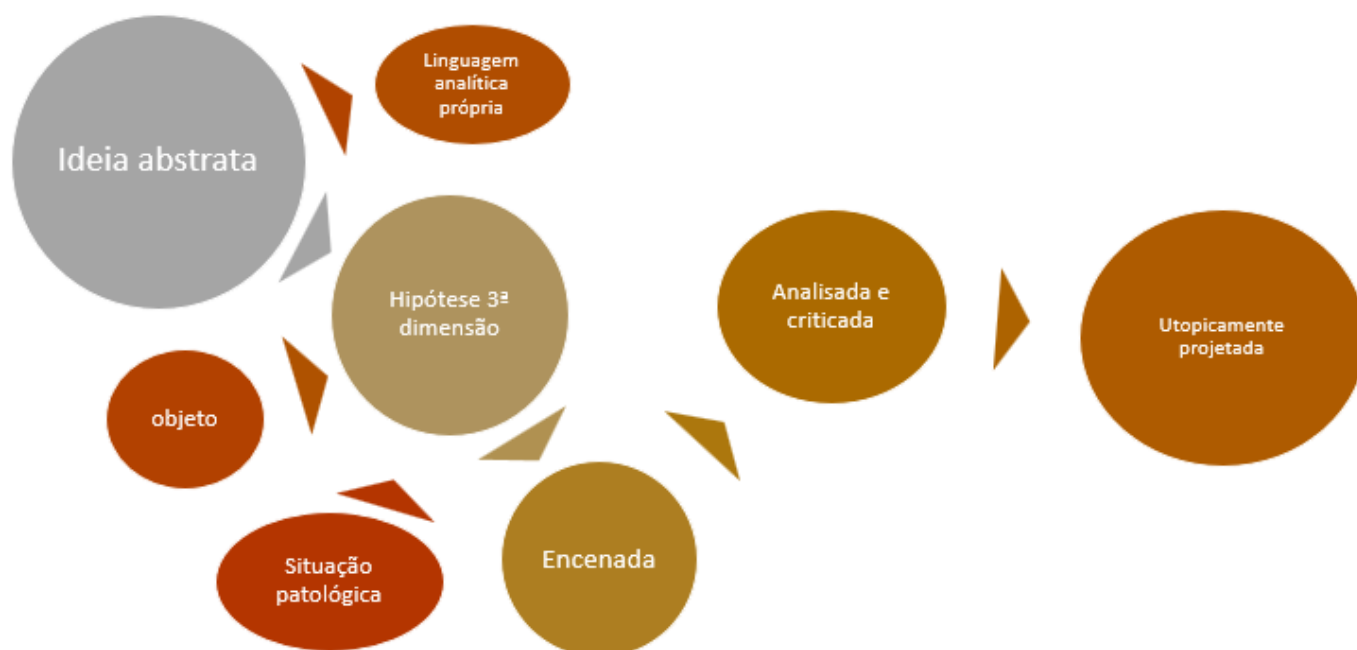 Linguagem
analítica
própria
Ideia abstrata
Hipótese 3ª
dimensão
Analisada e
criticada
Utopicamente
projetada
objeto
Encenada
Situação
patológica